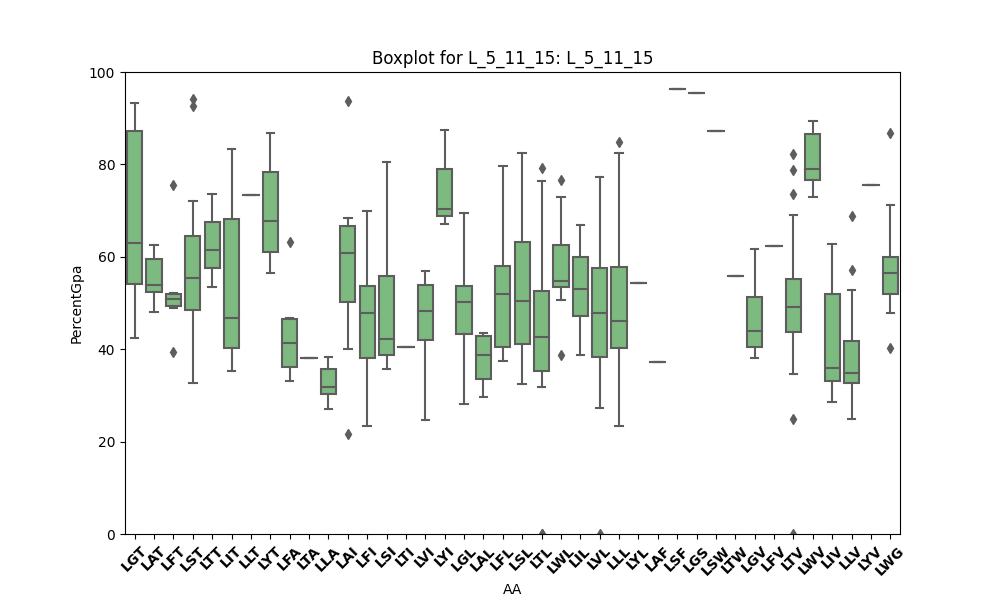 Boxplot for L_5_11_15: L_5_11_15
100
80
60
40
20
0
PercentGpa
LGT LAT LFT LST LTT LIT LLT LYT LFA LTA LLA LAI LFI LSI LTI LVI LYI LGL LAL LFL LSL LTL LWL LIL LVL LLL LYL LAF LSF LGS LSW LTW LGV LFV LTV LWV LIV LLV LYV LWG
AA